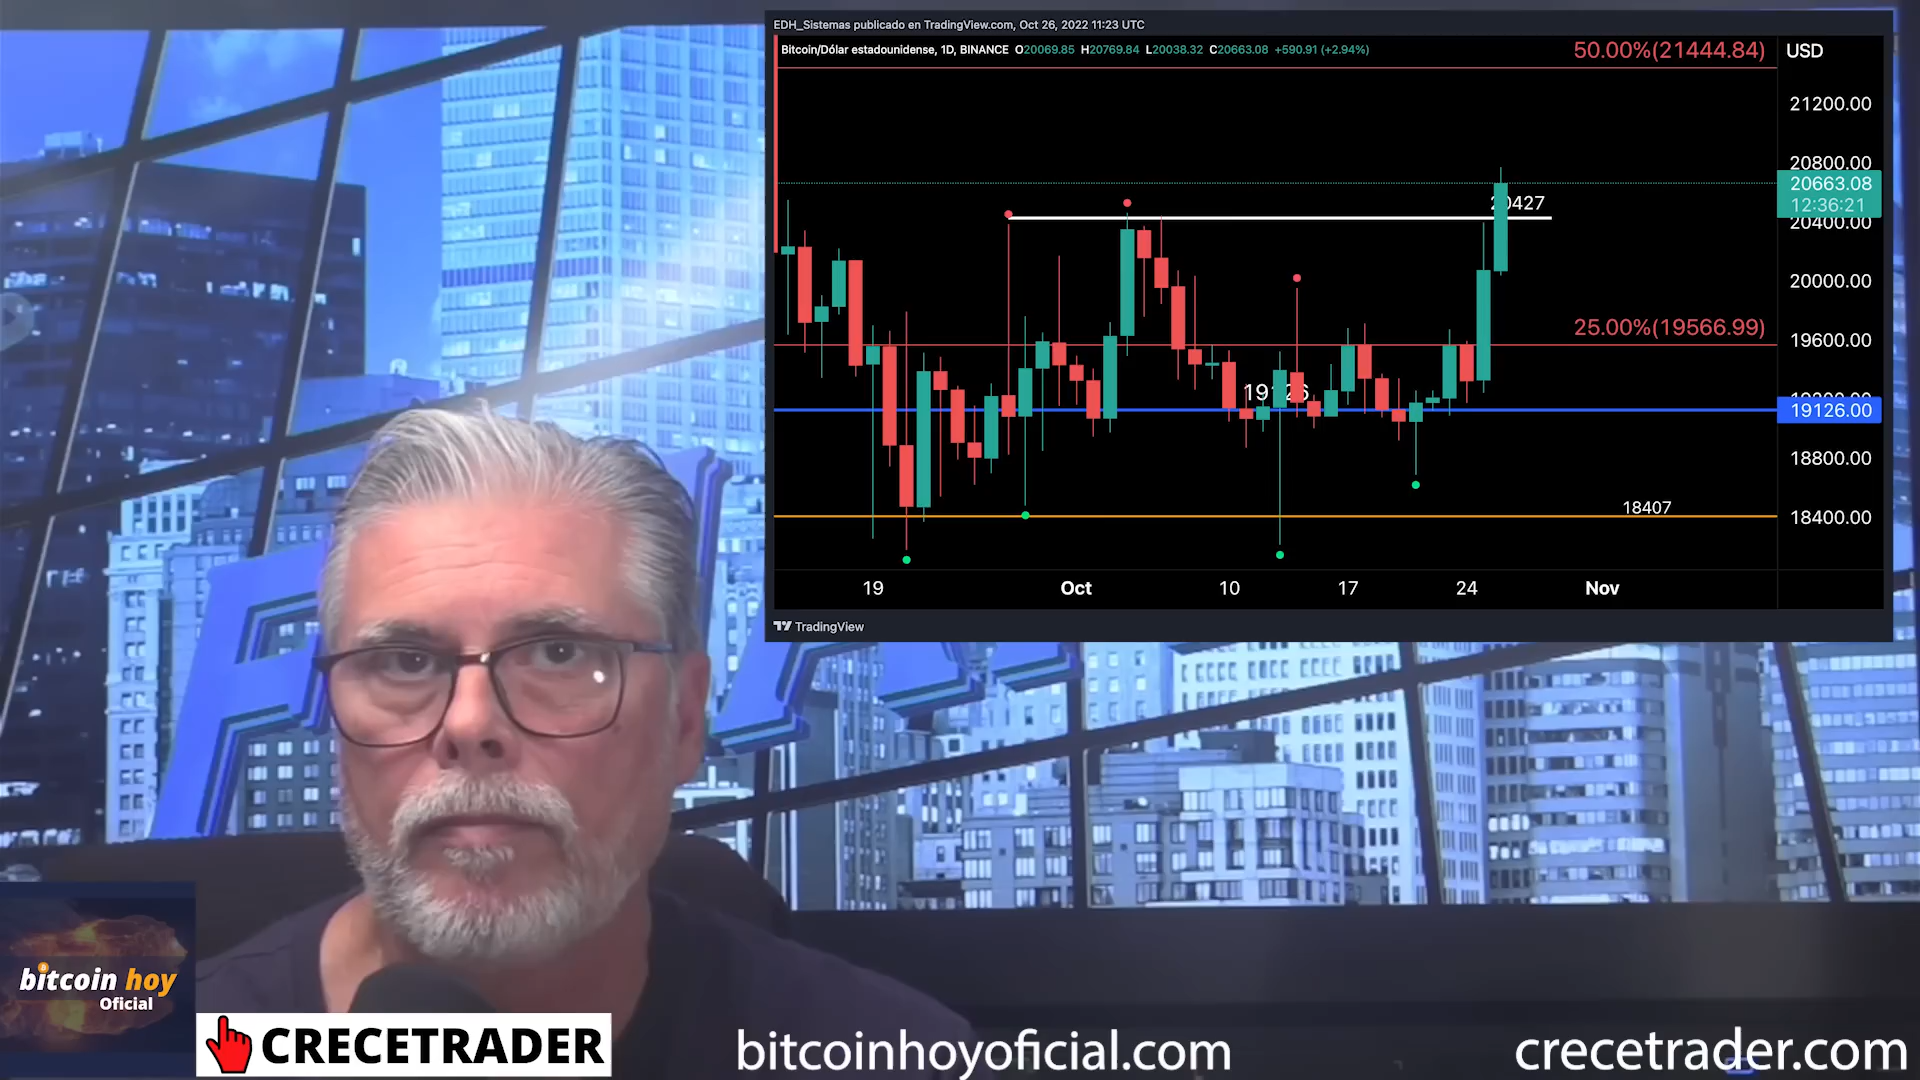 EDH_Sistemas publicado en TradingView.com, Oct 26, 2022 11:23 UTC
Bitcoin/Dólar estadounidense, 1D, BINANCE O20069.85 H20769.84 L20038.32 C20663.08 +590.91 (+2.94%)
50.00%(21444.84)
USD
21200.00
20800.00
20663.08
12:36:21
20427
20400.00
20000.00
25.00%(19566.99)
19600.00
19126.00
18800.00
18407
18400.00
19
Oct
10
17
24
Nov
TradingView
bitcoin hoy
Oficial
CRECETRADER
bitcoinhoyoficial.com
crecetrader.com